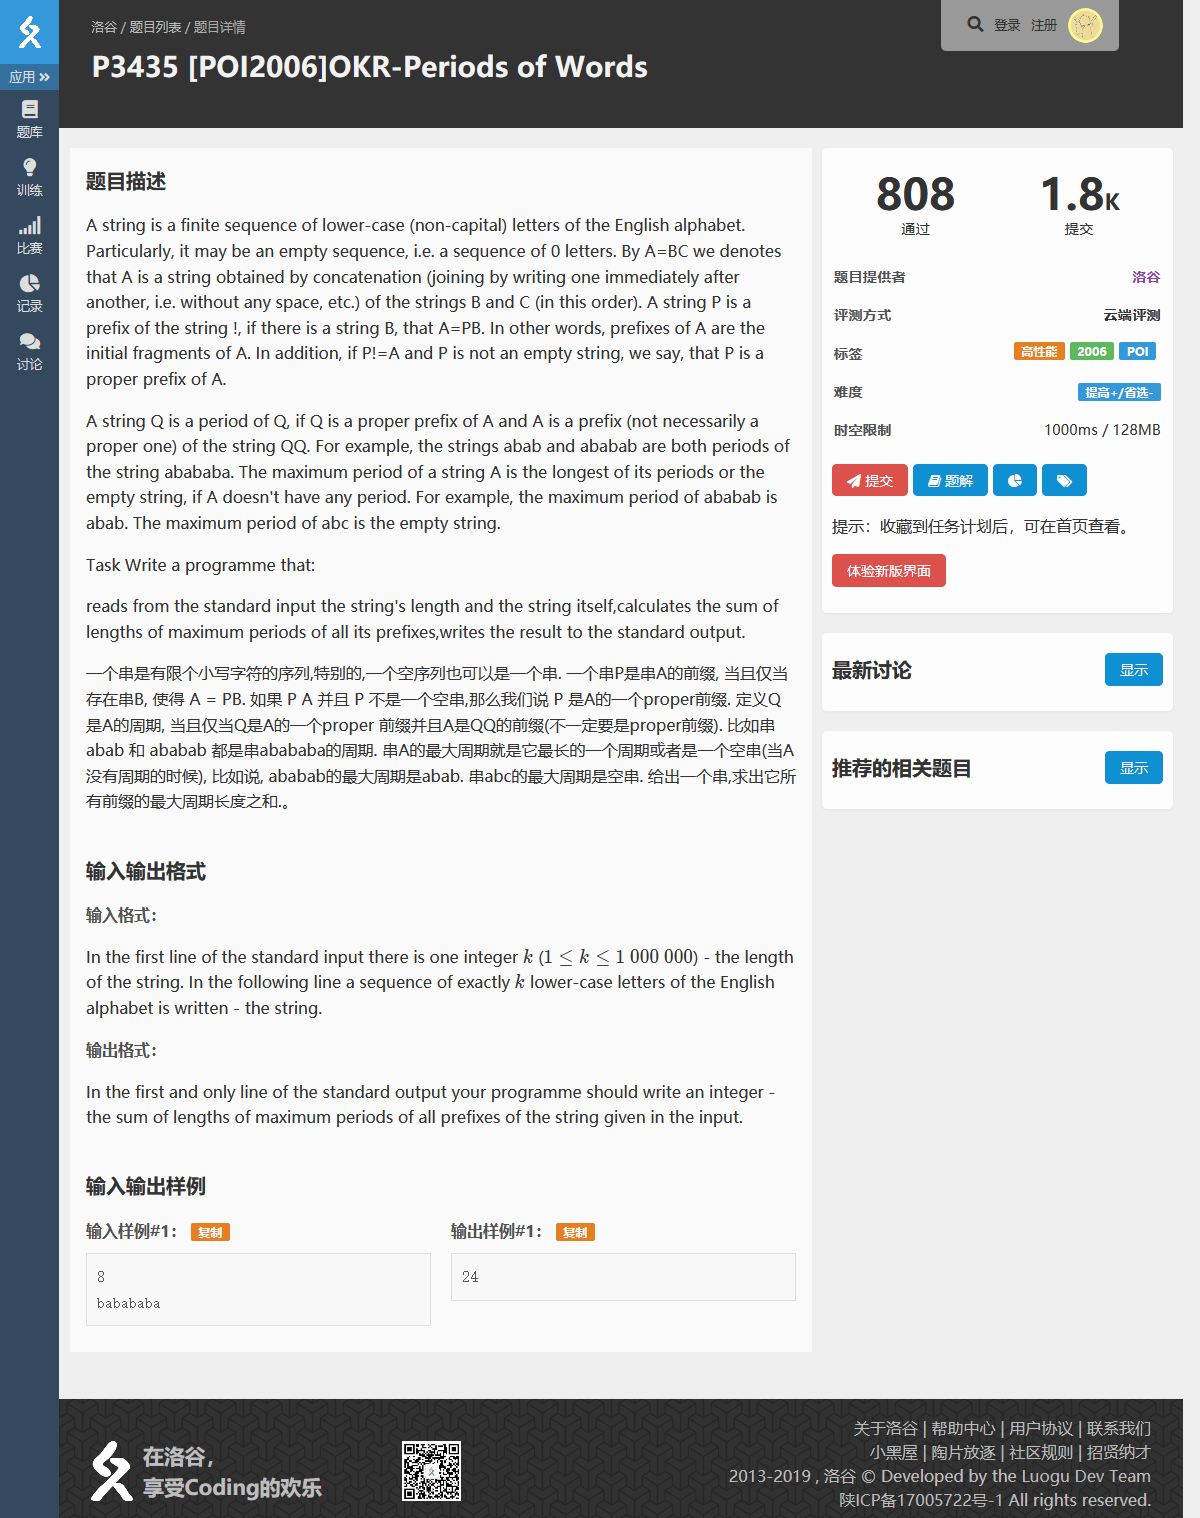 洛谷 / 题目列表 / 题目详情
P3435 [POI2006]OKR-Periods of Words
登录 注册
应用
题库
训练
比赛
记录
讨论
题目描述
A string is a finite sequence of lower-case (non-capital) letters of the English alphabet.
Particularly, it may be an empty sequence, i.e. a sequence of 0 letters. By A=BC we denotes
that A is a string obtained by concatenation (joining by writing one immediately after
another, i.e. without any space, etc.) of the strings B and C (in this order). A string P is a
prefix of the string !, if there is a string B, that A=PB. In other words, prefixes of A are the
initial fragments of A. In addition, if P!=A and P is not an empty string, we say, that P is a
proper prefix of A.
A string Q is a period of Q, if Q is a proper prefix of A and A is a prefix (not necessarily a
proper one) of the string QQ. For example, the strings abab and ababab are both periods of
the string abababa. The maximum period of a string A is the longest of its periods or the
empty string, if A doesn't have any period. For example, the maximum period of ababab is
abab. The maximum period of abc is the empty string.
Task Write a programme that:
reads from the standard input the string's length and the string itself,calculates the sum of
lengths of maximum periods of all its prefixes,writes the result to the standard output.
一个串是有限个小写字符的序列,特别的,一个空序列也可以是一个串. 一个串P是串A的前缀, 当且仅当
存在串B, 使得 A = PB. 如果 P A 并且 P 不是一个空串,那么我们说 P 是A的一个proper前缀. 定义Q
是A的周期, 当且仅当Q是A的一个proper 前缀并且A是QQ的前缀(不一定要是proper前缀). 比如串
abab 和 ababab 都是串abababa的周期. 串A的最大周期就是它最长的一个周期或者是一个空串(当A
没有周期的时候), 比如说, ababab的最大周期是abab. 串abc的最大周期是空串. 给出一个串,求出它所
有前缀的最大周期长度之和.。
输入输出格式
输入格式：
In the first line of the standard input there is one integer k (1 ≤ k ≤ 1 000 000) - the length
of the string. In the following line a sequence of exactly k lower-case letters of the English
alphabet is written - the string.
输出格式：
In the first and only line of the standard output your programme should write an integer -
the sum of lengths of maximum periods of all prefixes of the string given in the input.
输入输出样例
输入样例#1： 复制
8
babababa
输出样例#1： 复制
24
808 1.8K
通过 提交
题目提供者 洛谷
评测方式 云端评测
标签 高性能 2006 POI
难度 提高+/省选-
时空限制 1000ms / 128MB
提交 题解
提示：收藏到任务计划后，可在首页查看。
体验新版界面
最新讨论 显示
推荐的相关题目 显示
在洛谷，
享受Coding的欢乐
关于洛谷 | 帮助中心 | 用户协议 | 联系我们
小黑屋 | 陶片放逐 | 社区规则 | 招贤纳才
2013-2019 , 洛谷 © Developed by the Luogu Dev Team
陕ICP备17005722号-1 All rights reserved.